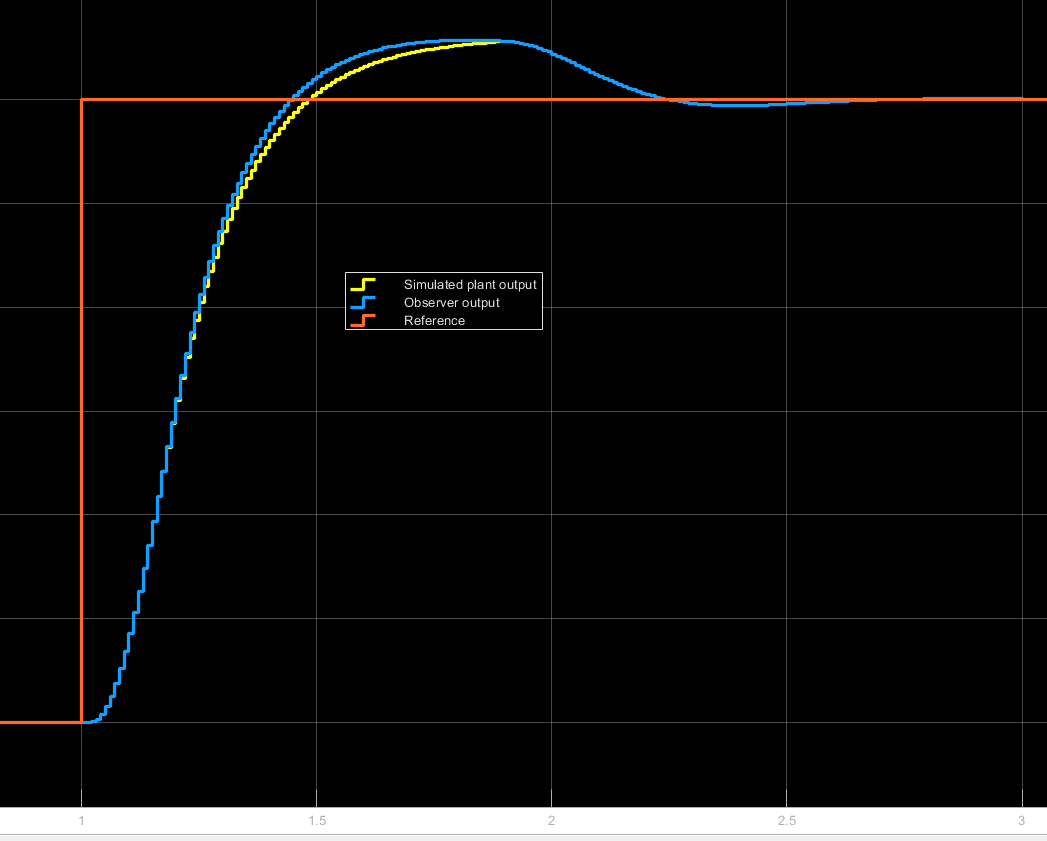 Simulated plant output
Observer output
Reference
1 1.5 2 2.5 3